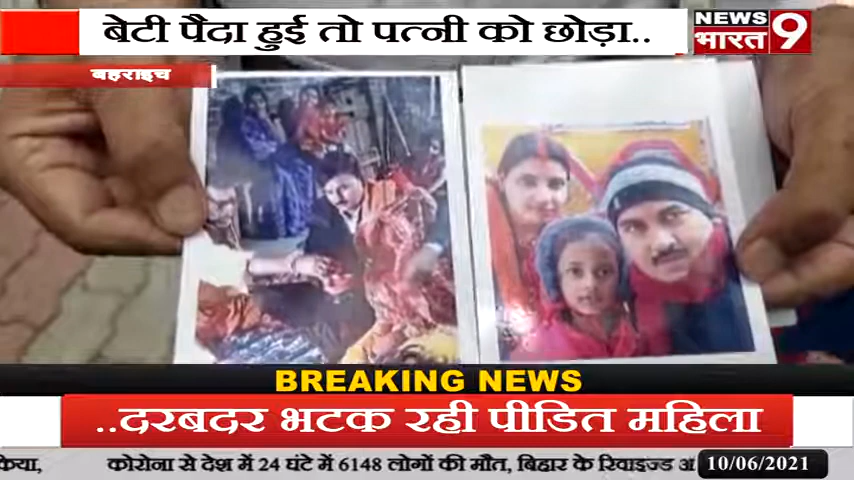 बेटी पैदा हुई तो पत्नी को छोड़ा..
NEWS
भारत 9
बहराइच
BREAKING NEWS
..दरबदर भटक रही पीडित महिला
किया, कोरोना से देश में 24 घंटे में 6148 लोगों की मौत, बिहार के रिवाइज्ड
10/06/2021